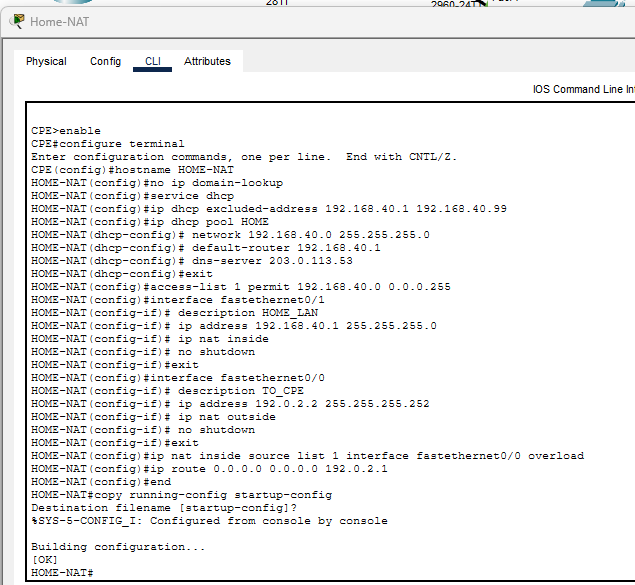 2811
2960-24TT
Home-NAT
Physical Config CLI Attributes
IOS Command Line In
CPE>enable
CPE#configure terminal
Enter configuration commands, one per line.  End with CNTL/Z.
CPE(config)#hostname HOME-NAT
HOME-NAT(config)#no ip domain-lookup
HOME-NAT(config)#service dhcp
HOME-NAT(config)#ip dhcp excluded-address 192.168.40.1 192.168.40.99
HOME-NAT(config)#ip dhcp pool HOME
HOME-NAT(dhcp-config)# network 192.168.40.0 255.255.255.0
HOME-NAT(dhcp-config)# default-router 192.168.40.1
HOME-NAT(dhcp-config)# dns-server 203.0.113.53
HOME-NAT(dhcp-config)#exit
HOME-NAT(config)#access-list 1 permit 192.168.40.0 0.0.0.255
HOME-NAT(config)#interface fastethernet0/1
HOME-NAT(config-if)# description HOME_LAN
HOME-NAT(config-if)# ip address 192.168.40.1 255.255.255.0
HOME-NAT(config-if)# ip nat inside
HOME-NAT(config-if)# no shutdown
HOME-NAT(config-if)#exit
HOME-NAT(config)#interface fastethernet0/0
HOME-NAT(config-if)# description TO_CPE
HOME-NAT(config-if)# ip address 192.0.2.2 255.255.255.252
HOME-NAT(config-if)# ip nat outside
HOME-NAT(config-if)# no shutdown
HOME-NAT(config-if)#exit
HOME-NAT(config)#ip nat inside source list 1 interface fastethernet0/0 overload
HOME-NAT(config)#ip route 0.0.0.0 0.0.0.0 192.0.2.1
HOME-NAT(config)#end
HOME-NAT#copy running-config startup-config
Destination filename [startup-config]?
%SYS-5-CONFIG_I: Configured from console by console
Building configuration...
[OK]
HOME-NAT#